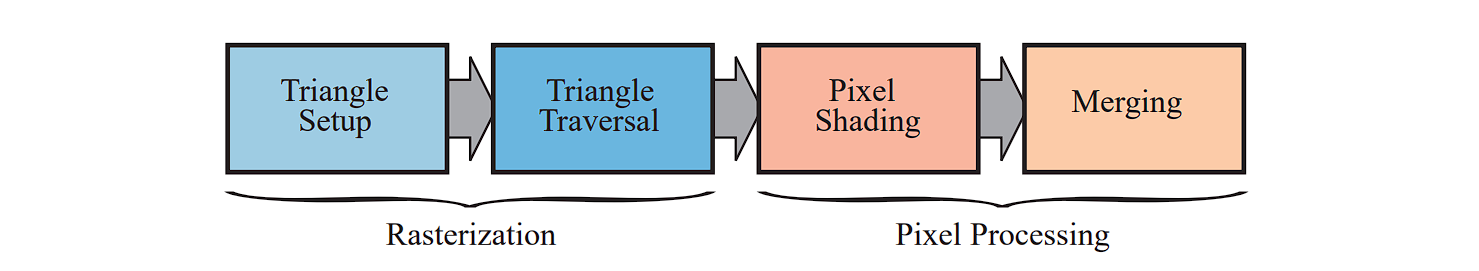 Triangle
Setup
Triangle
Traversal
Pixel
Shading
Merging
Rasterization
Pixel Processing